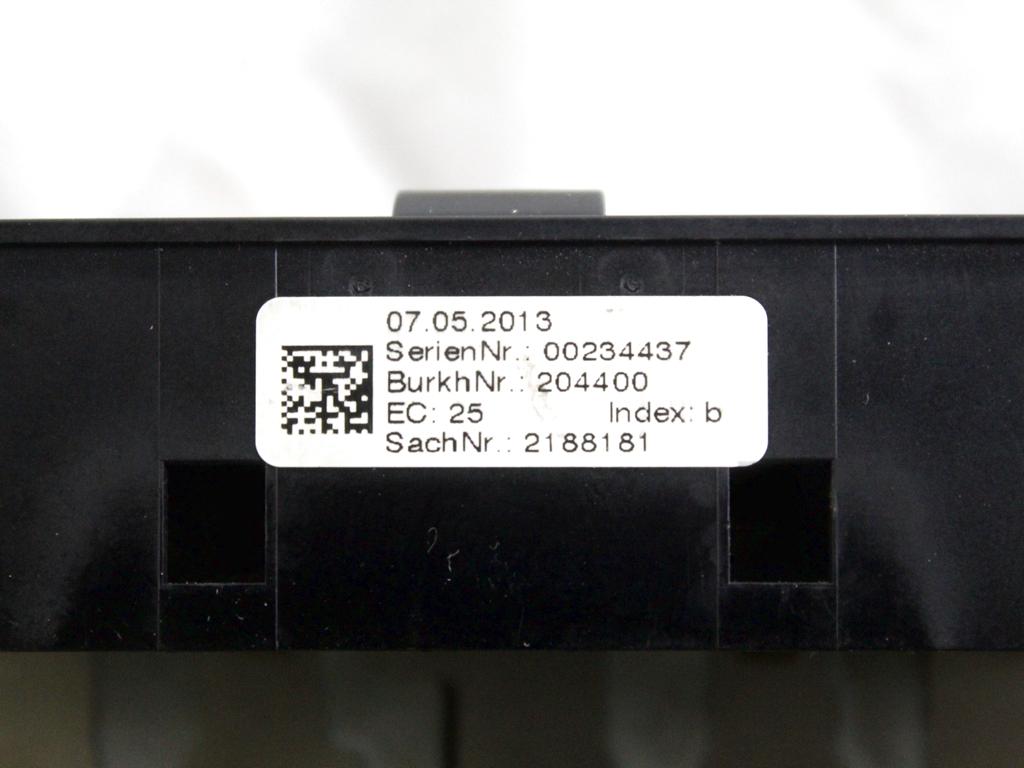 07.05.2013
SerienNr.: 00234437
BurkhNr.: 204400
EC: 25 Index: b
SachNr.: 2188181